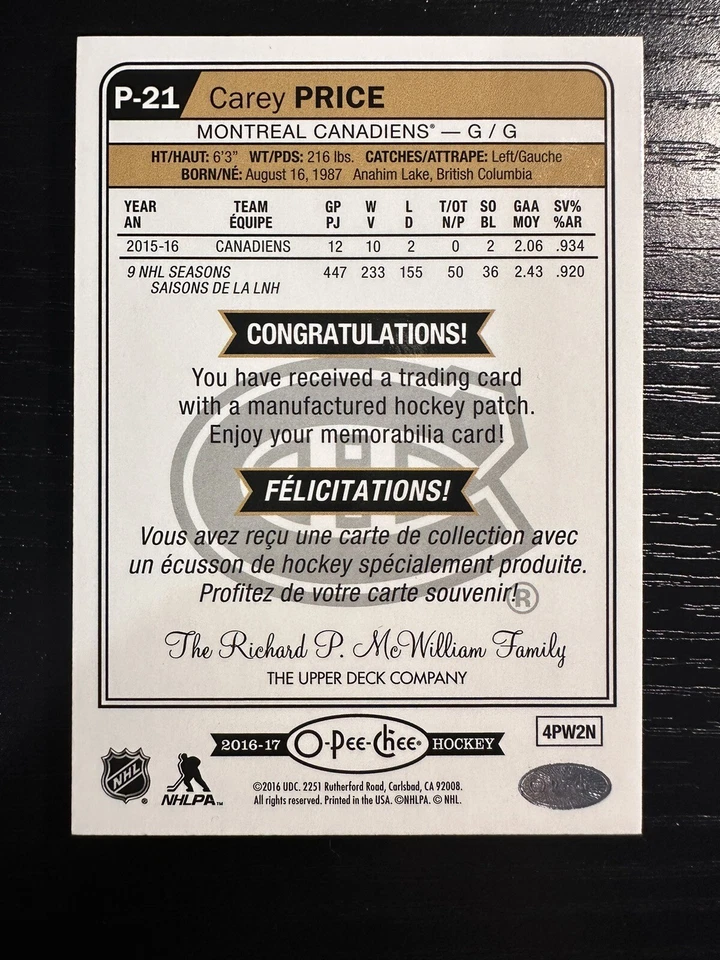 P-21 Carey PRICE
MONTREAL CANADIENS® — G / G
HT/HAUT: 6'3" WT/PDS: 216 lbs. CATCHES/ATTRAPE: Left/Gauche
BORN/NÉ: August 16, 1987 Anahim Lake, British Columbia
YEAR TEAM GP W L T/OT SO GAA SV%
AN ÉQUIPE PJ V D N/P BL MOY %AR
2015-16 CANADIENS 12 10 2 0 2 2.06 .934
9 NHL SEASONS 447 233 155 50 36 2.43 .920
SAISONS DE LA LNH
CONGRATULATIONS!
You have received a trading card
with a manufactured hockey patch.
Enjoy your memorabilia card!
FÉLICITATIONS!
Vous avez reçu une carte de collection avec
un écusson de hockey spécialement produite.
Profitez de votre carte souvenir!
®
The Richard P. McWilliam Family
THE UPPER DECK COMPANY
2016-17 O-Pee-Chee® HOCKEY
4PW2N
NHL®
NHLPA™
©2016 UDC. 2251 Rutherford Road, Carlsbad, CA 92008.
All rights reserved. Printed in the USA. ©NHLPA. © NHL.